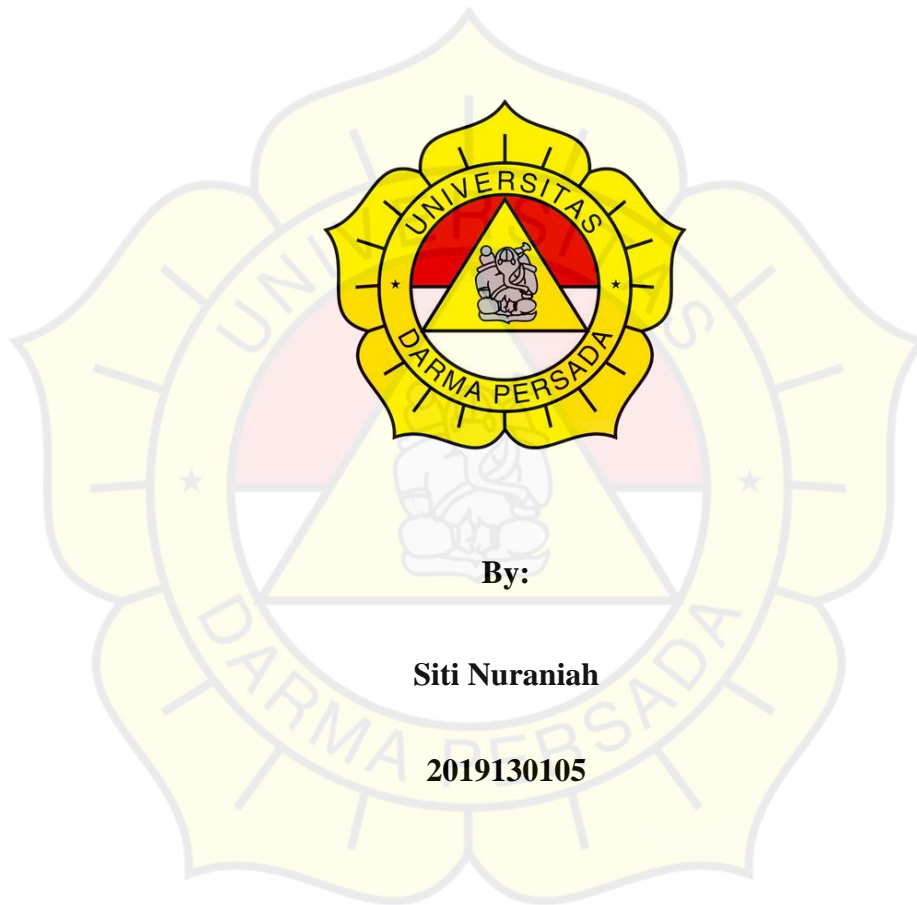 UNIVERSITAS
DARMA PERSADA
By:
Siti Nuraniah
2019130105